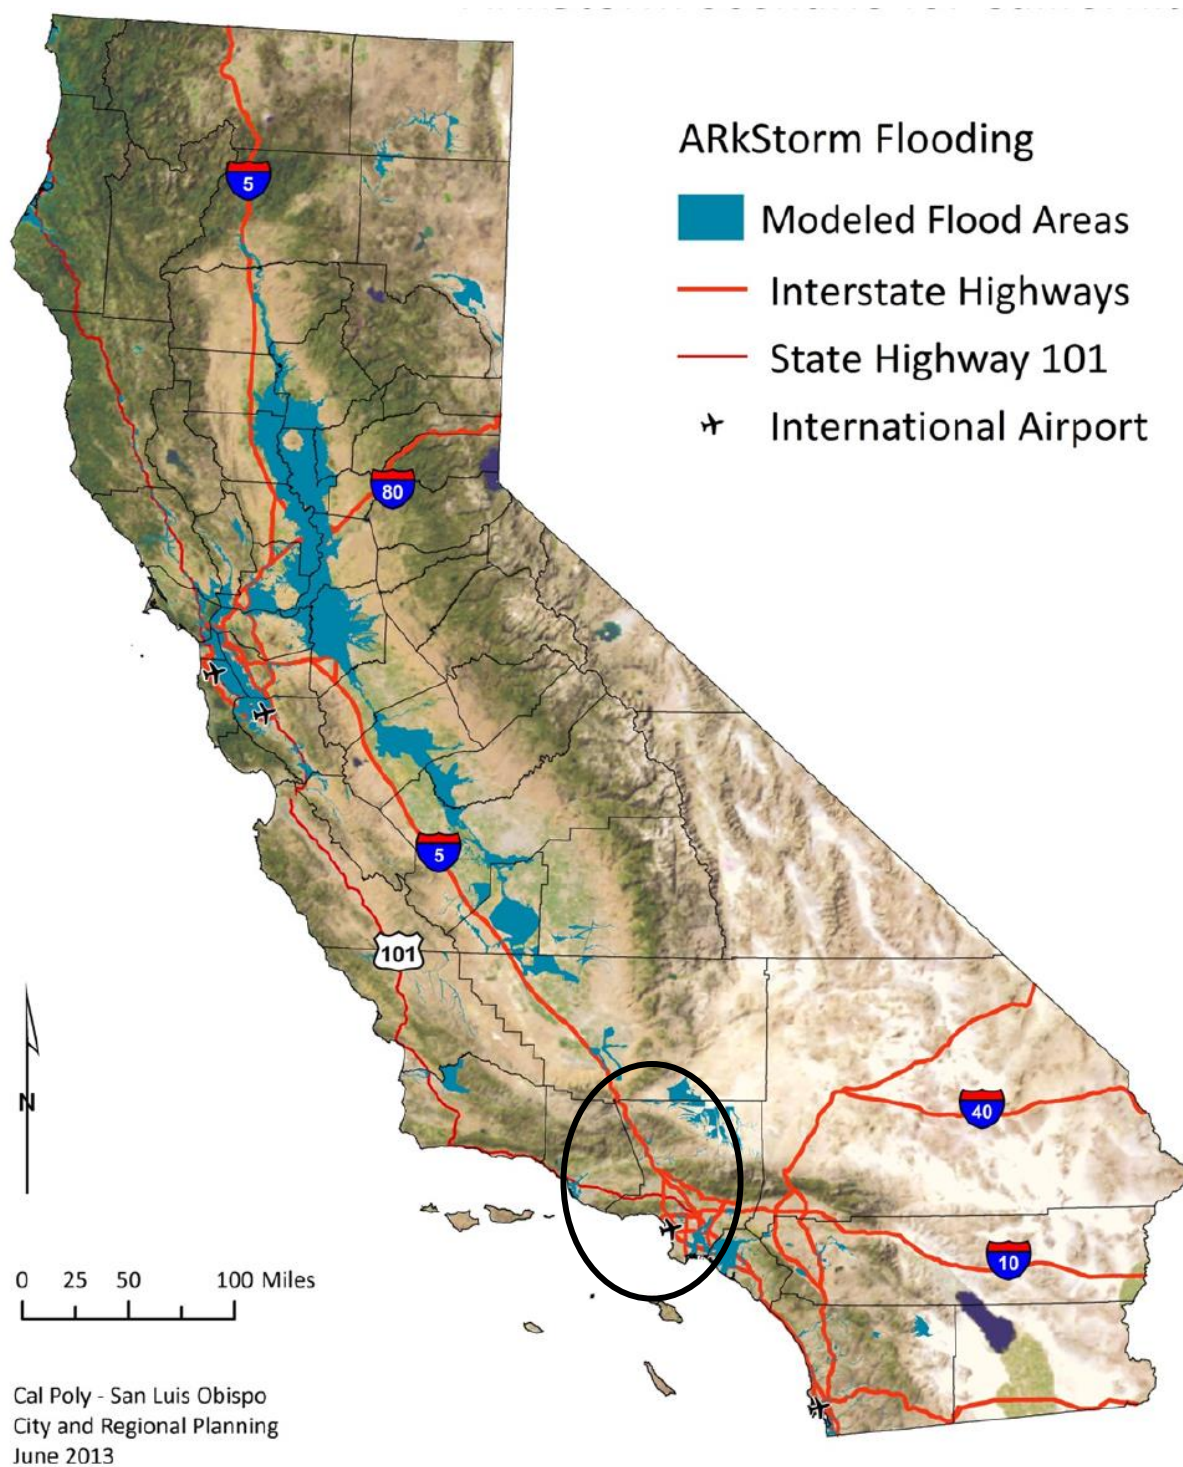 ARkStorm Flooding
Modeled Flood Areas
Interstate Highways
State Highway 101
International Airport
5
80
5
101
40
10
N
0 25 50 100 Miles
Cal Poly - San Luis Obispo
City and Regional Planning
June 2013